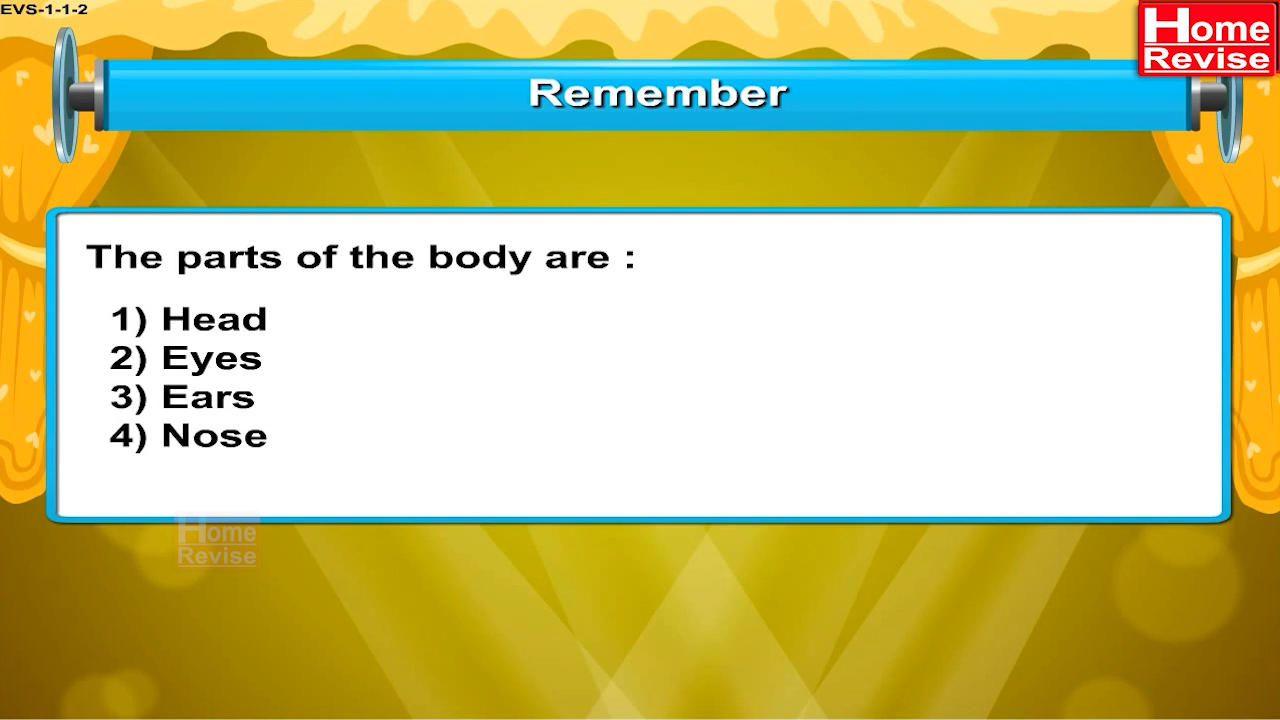 EVS-1-1-2
Home
Revise
Remember
The parts of the body are :
1) Head
2) Eyes
3) Ears
4) Nose
Home
Revise